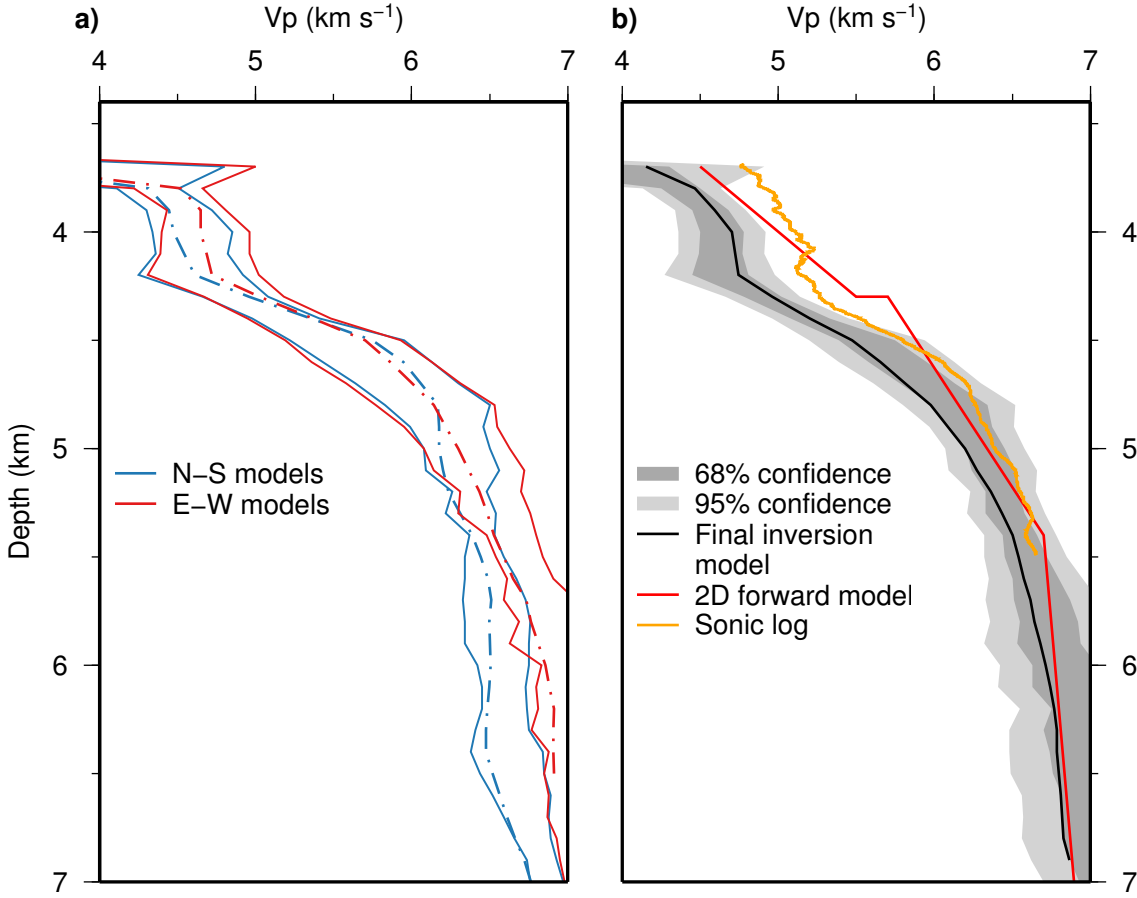 a)
Vp (km s⁻¹)
4 5 6 7
4
5
6
7
Depth (km)
N−S models
E−W models
b)
Vp (km s⁻¹)
4 5 6 7
4
5
6
7
68% confidence
95% confidence
Final inversion
model
2D forward model
Sonic log